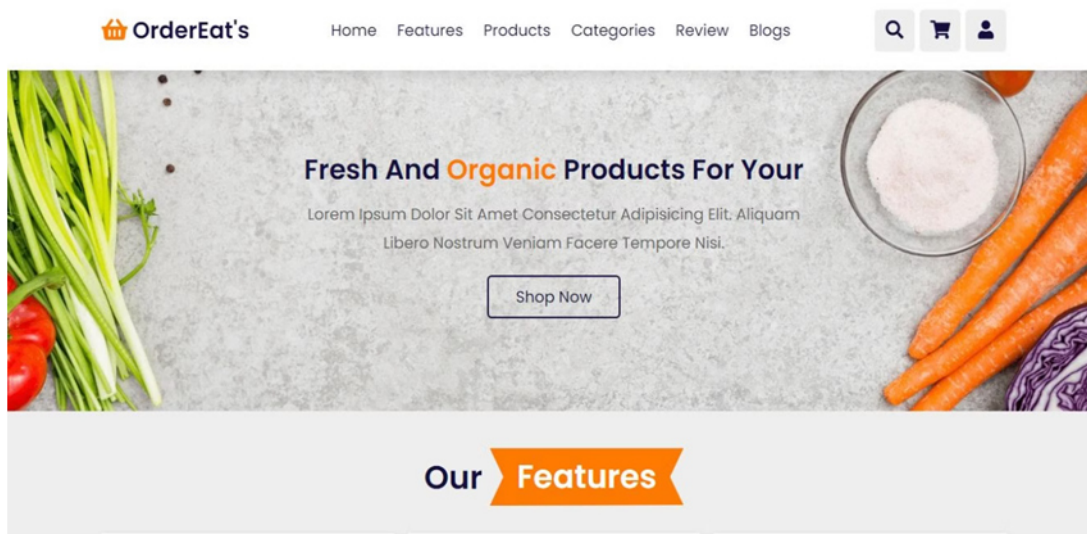 OrderEat's
Home Features Products Categories Review Blogs
Fresh And Organic Products For Your
Lorem Ipsum Dolor Sit Amet Consectetur Adipisicing Elit. Aliquam
Libero Nostrum Veniam Facere Tempore Nisi.
Shop Now
Our Features